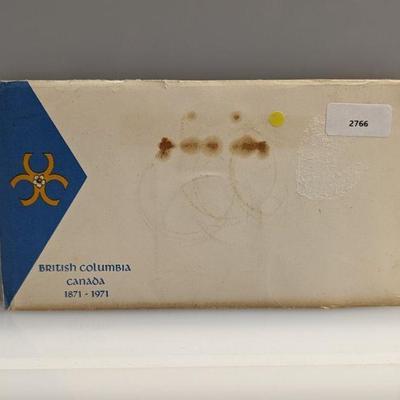 2766
British Columbia
Canada
1871 - 1971